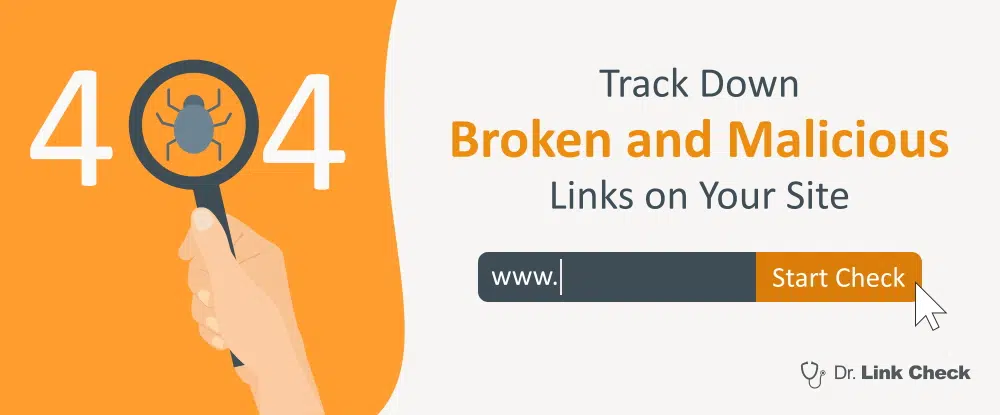 404
Track Down
Broken and Malicious
Links on Your Site
www.
Start Check
Dr. Link Check